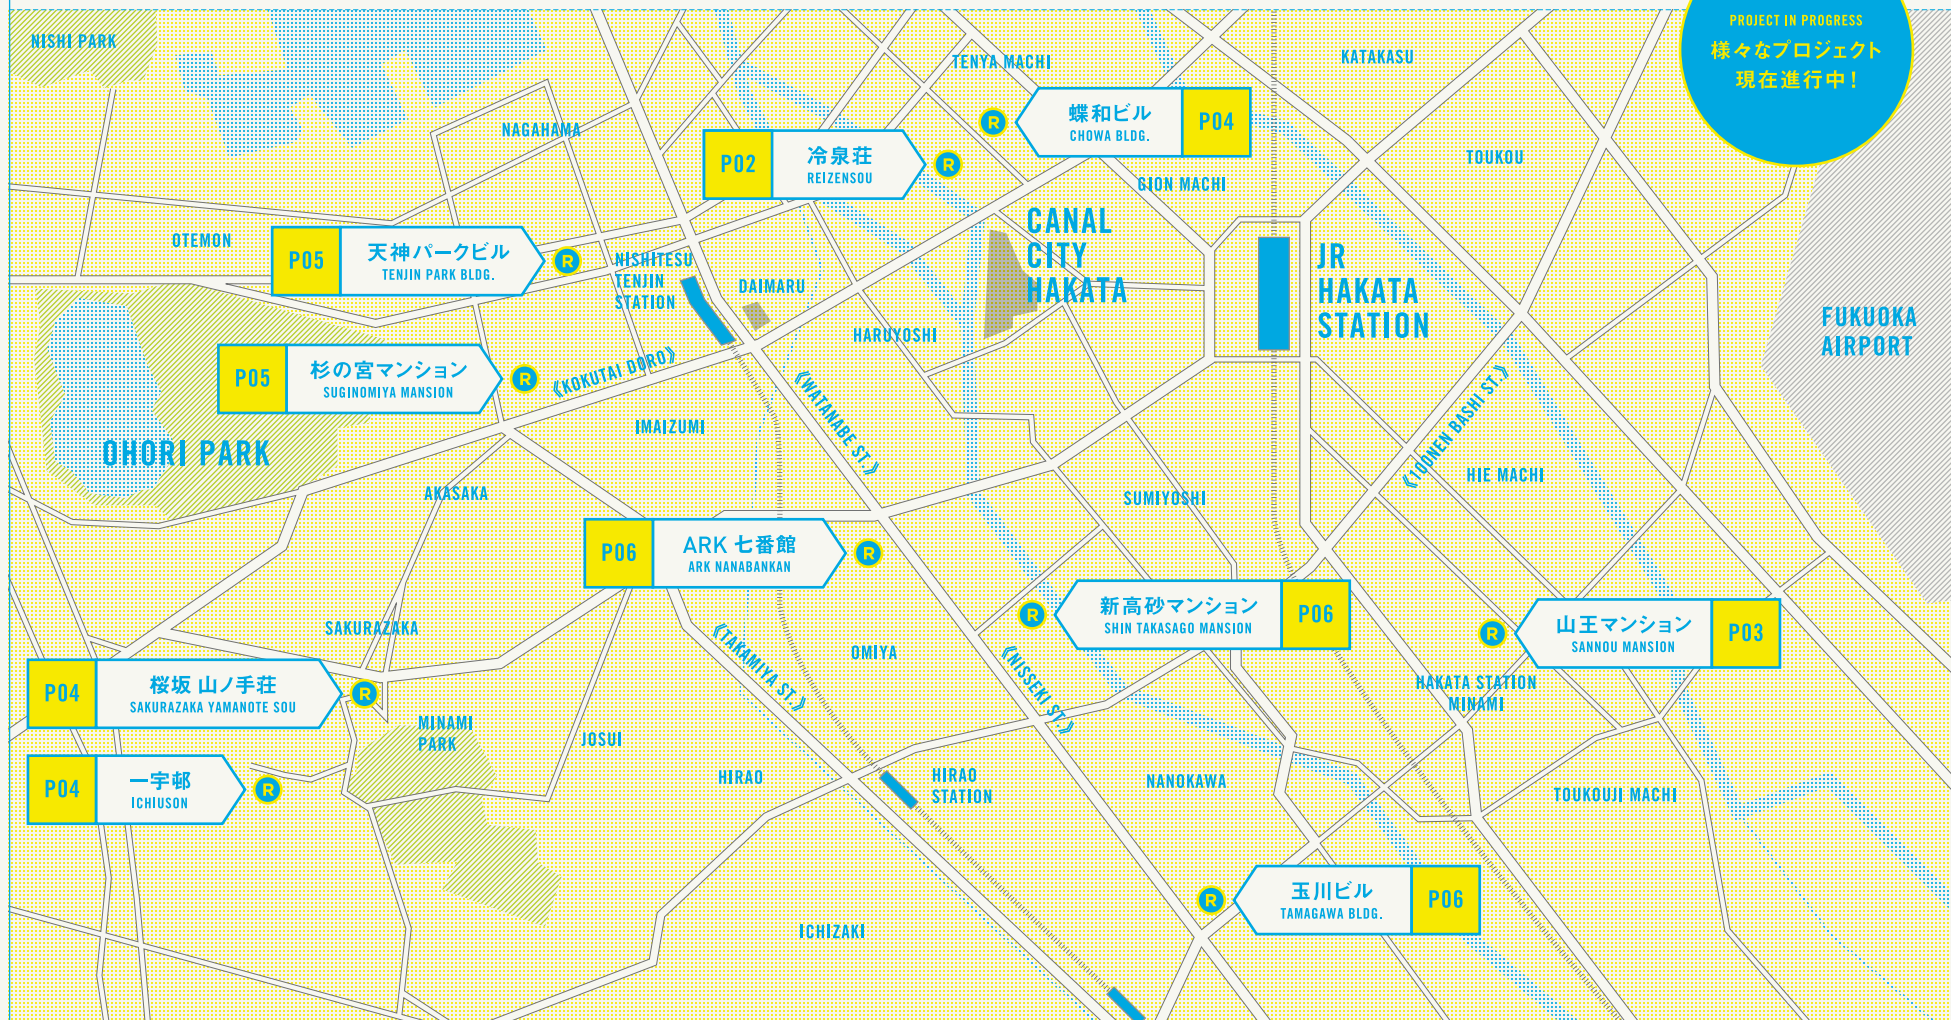 NISHI PARK
TENYA MACHI
KATAKASU
PROJECT IN PROGRESS
様々なプロジェクト
現在進行中!
NAGAHAMA
P02
冷泉荘
REIZENSOU
R
R
蝶和ビル
CHOWA BLDG.
P04
TOUKOU
GION MACHI
OTEMON
P05
天神パークビル
TENJIN PARK BLDG.
R
NISHITESU
TENJIN
STATION
DAIMARU
CANAL
CITY
HAKATA
JR
HAKATA
STATION
HARUYOSHI
FUKUOKA
AIRPORT
P05
杉の宮マンション
SUGINOMIYA MANSION
R
《KOKUTAI DORO》
《WATANABE ST.》
《100NEN BASHI ST.》
IMAIZUMI
OHORI PARK
AKASAKA
SUMIYOSHI
HIE MACHI
P06
ARK 七番館
ARK NANABANKAN
R
R
新高砂マンション
SHIN TAKASAGO MANSION
P06
R
山王マンション
SANNOU MANSION
P03
SAKURAZAKA
《TAKAMIYA ST.》
OMIYA
《NISSEKI ST.》
HAKATA STATION
MINAMI
P04
桜坂 山ノ手荘
SAKURAZAKA YAMANOTE SOU
R
MINAMI
PARK
JOSUI
P04
一宇邨
ICHIUSON
R
HIRAO
HIRAO
STATION
NANOKAWA
TOUKOUJI MACHI
R
玉川ビル
TAMAGAWA BLDG.
P06
ICHIZAKI